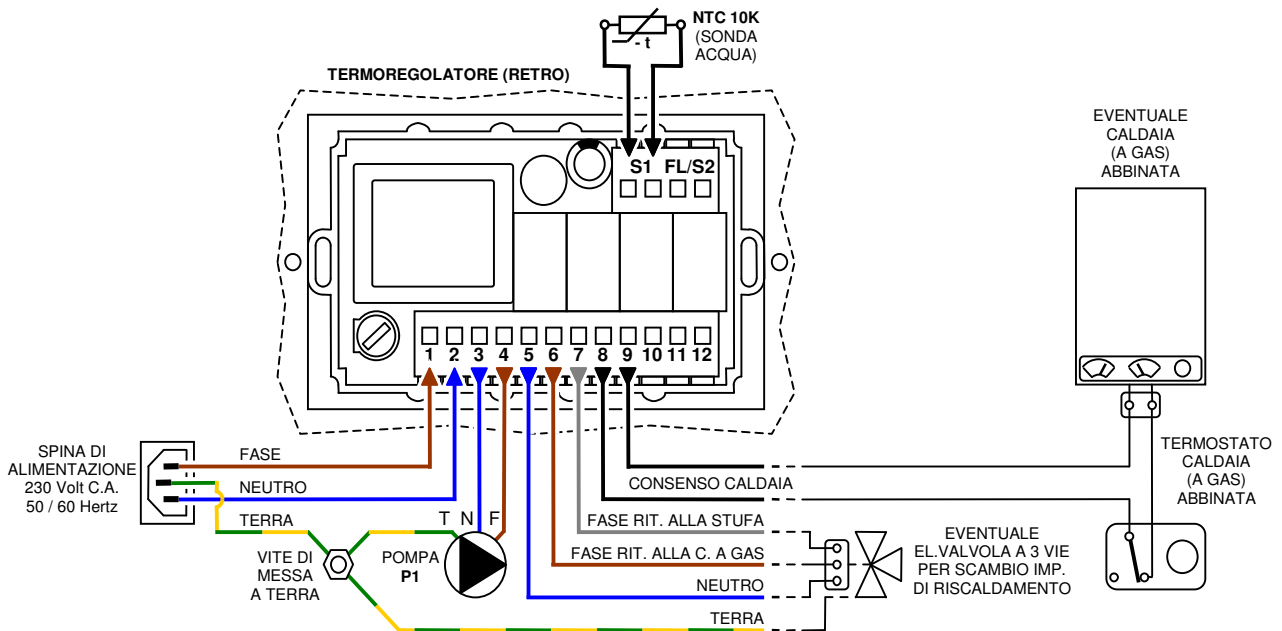 NTC 10K
(SONDA
ACQUA)
- t
TERMOREGOLATORE (RETRO)
EVENTUALE
CALDAIA
(A GAS)
ABBINATA
S1 FL/S2
1 2 3 4 5 6 7 8 9 10 11 12
SPINA DI
ALIMENTAZIONE
230 Volt C.A.
50 / 60 Hertz
FASE
NEUTRO
TERRA
VITE DI
MESSA
A TERRA
T N F
POMPA
P1
CONSENSO CALDAIA
FASE RIT. ALLA STUFA
FASE RIT. ALLA C. A GAS
NEUTRO
TERRA
EVENTUALE
EL.VALVOLA A 3 VIE
PER SCAMBIO IMP.
DI RISCALDAMENTO
TERMOSTATO
CALDAIA
(A GAS)
ABBINATA